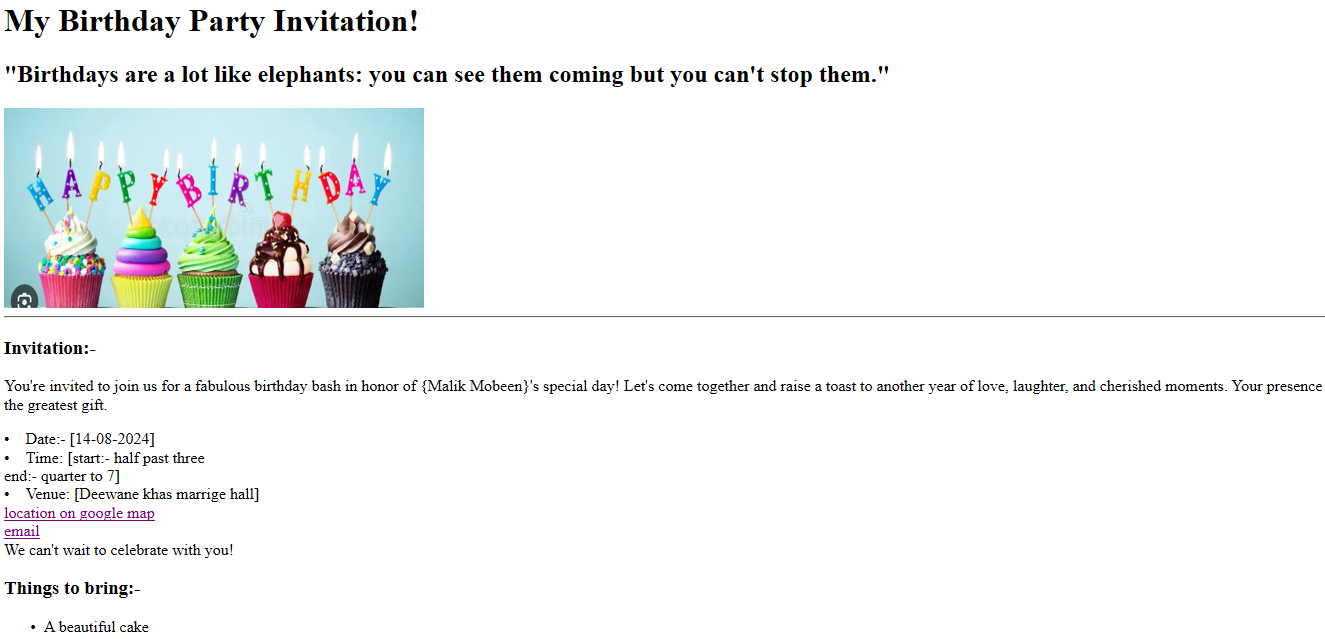 My Birthday Party Invitation!
"Birthdays are a lot like elephants: you can see them coming but you can't stop them."
HAPPY BIRTHDAY
Invitation:-
You're invited to join us for a fabulous birthday bash in honor of {Malik Mobeen}'s special day! Let's come together and raise a toast to another year of love, laughter, and cherished moments. Your presence
the greatest gift.
• Date:- [14-08-2024]
• Time: [start:- half past three
end:- quarter to 7]
• Venue: [Deewane khas marrige hall]
location on google map
email
We can't wait to celebrate with you!
Things to bring:-
• A beautiful cake